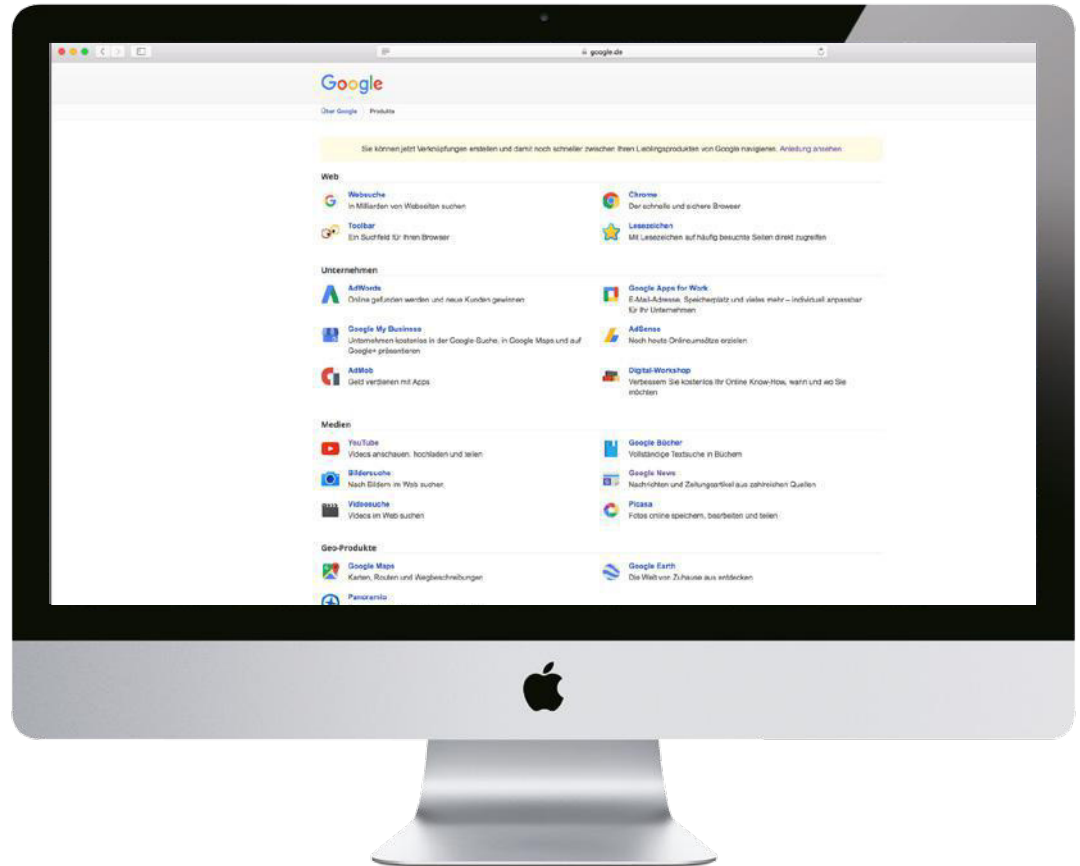 google.de
Google
Über Google Produkte
Sie können jetzt Verknüpfungen erstellen und damit noch schneller zwischen Ihren Lieblingsprodukten von Google navigieren. Anleitung ansehen
Web
Websuche
In Milliarden von Webseiten suchen
Chrome
Der schnelle und sichere Browser
Toolbar
Ein Suchfeld für Ihren Browser
Lesezeichen
Mit Lesezeichen auf häufig besuchte Seiten direkt zugreifen
Unternehmen
AdWords
Online gefunden werden und neue Kunden gewinnen
Google Apps for Work
E-Mail-Adresse, Speicherplatz und vieles mehr – individuell anpassbar
für Ihr Unternehmen
Google My Business
Unternehmen kostenlos in der Google-Suche, in Google Maps und auf
Google+ präsentieren
AdSense
Noch heute Onlineumsätze erzielen
AdMob
Geld verdienen mit Apps
Digital-Workshop
Verbessern Sie kostenlos Ihr Online Know-How, wann und wo Sie
möchten
Medien
YouTube
Videos anschauen, hochladen und teilen
Google Bücher
Vollständige Textsuche in Büchern
Bildersuche
Nach Bildern im Web suchen
Google News
Nachrichten und Zeitungsartikel aus zahlreichen Quellen
Videosuche
Videos im Web suchen
Picasa
Fotos online speichern, bearbeiten und teilen
Geo-Produkte
Google Maps
Karten, Routen und Wegbeschreibungen
Google Earth
Die Welt von Zuhause aus entdecken
Panoramio